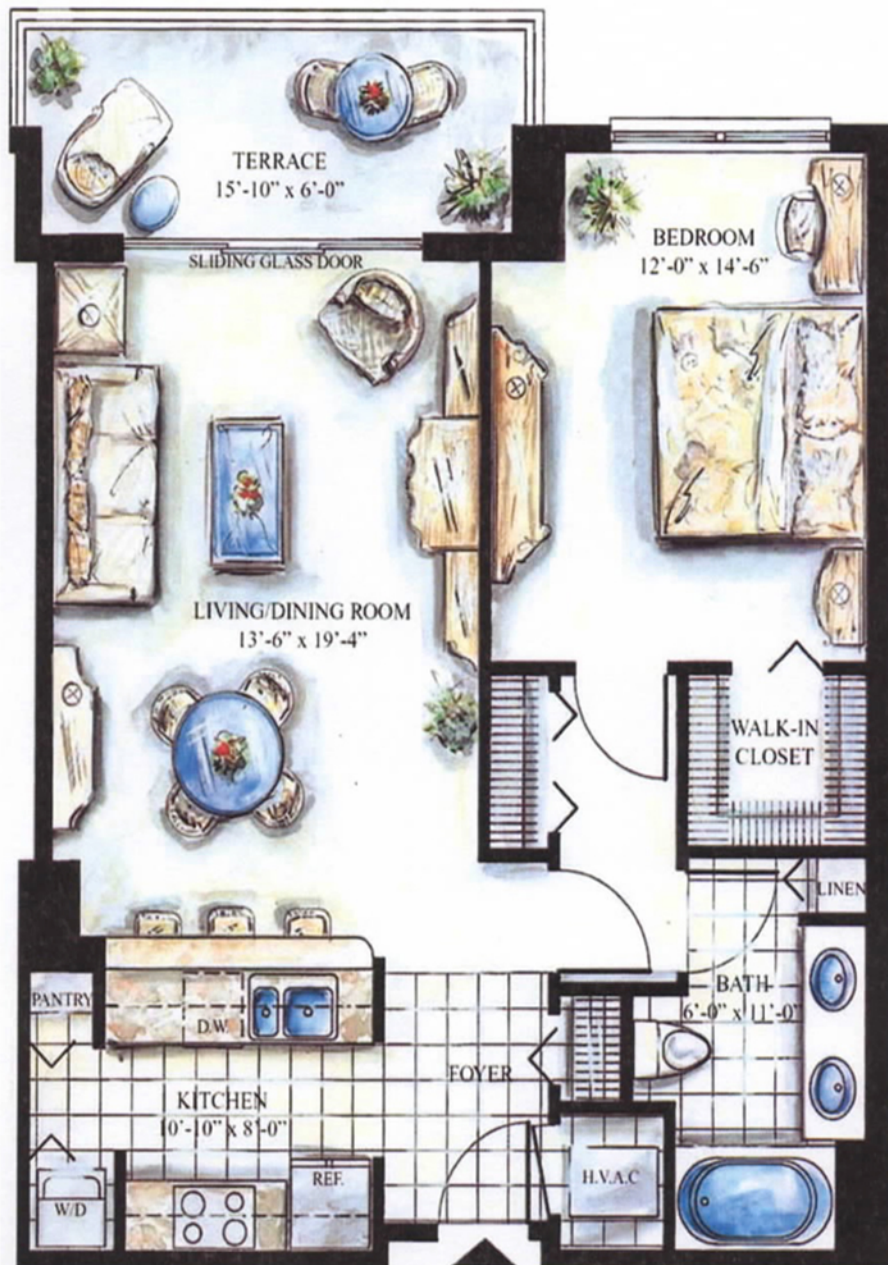 TERRACE
15'-10" x 6'-0"
SLIDING GLASS DOOR
BEDROOM
12'-0" x 14'-6"
LIVING/DINING ROOM
13'-6" x 19'-4"
WALK-IN
CLOSET
LINEN
BATH
6'-0" x 11'-0"
PANTRY
D.W.
FOYER
KITCHEN
10'-10" x 8'-0"
REF.
H.V.A.C
W/D